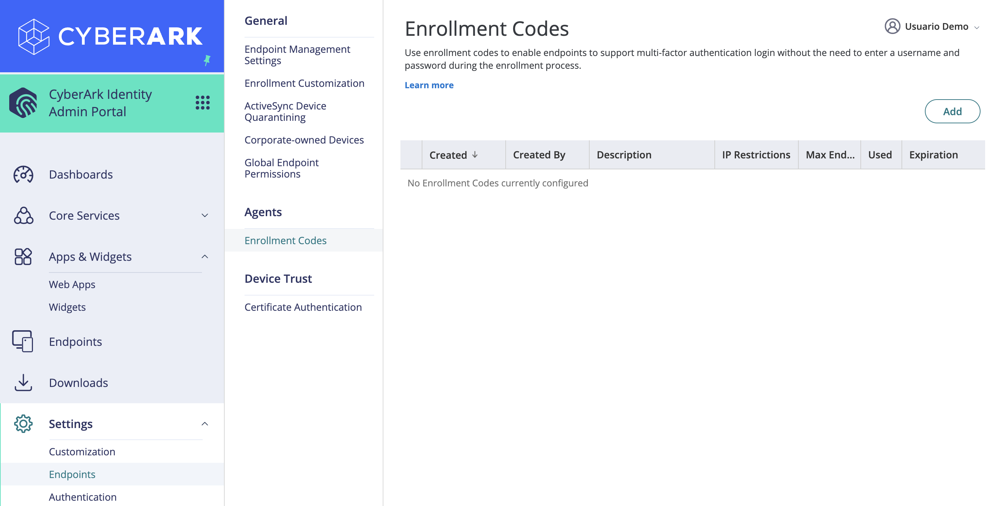 CYBERARK
CyberArk Identity
Admin Portal
Dashboards
Core Services
Apps & Widgets
Web Apps
Widgets
Endpoints
Downloads
Settings
Customization
Endpoints
Authentication
General
Endpoint Management
Settings
Enrollment Customization
ActiveSync Device
Quarantining
Corporate-owned Devices
Global Endpoint
Permissions
Agents
Enrollment Codes
Device Trust
Certificate Authentication
Enrollment Codes
Usuario Demo
Use enrollment codes to enable endpoints to support multi-factor authentication login without the need to enter a username and
password during the enrollment process.
Learn more
Add
Created Created By Description IP Restrictions Max End... Used Expiration
No Enrollment Codes currently configured